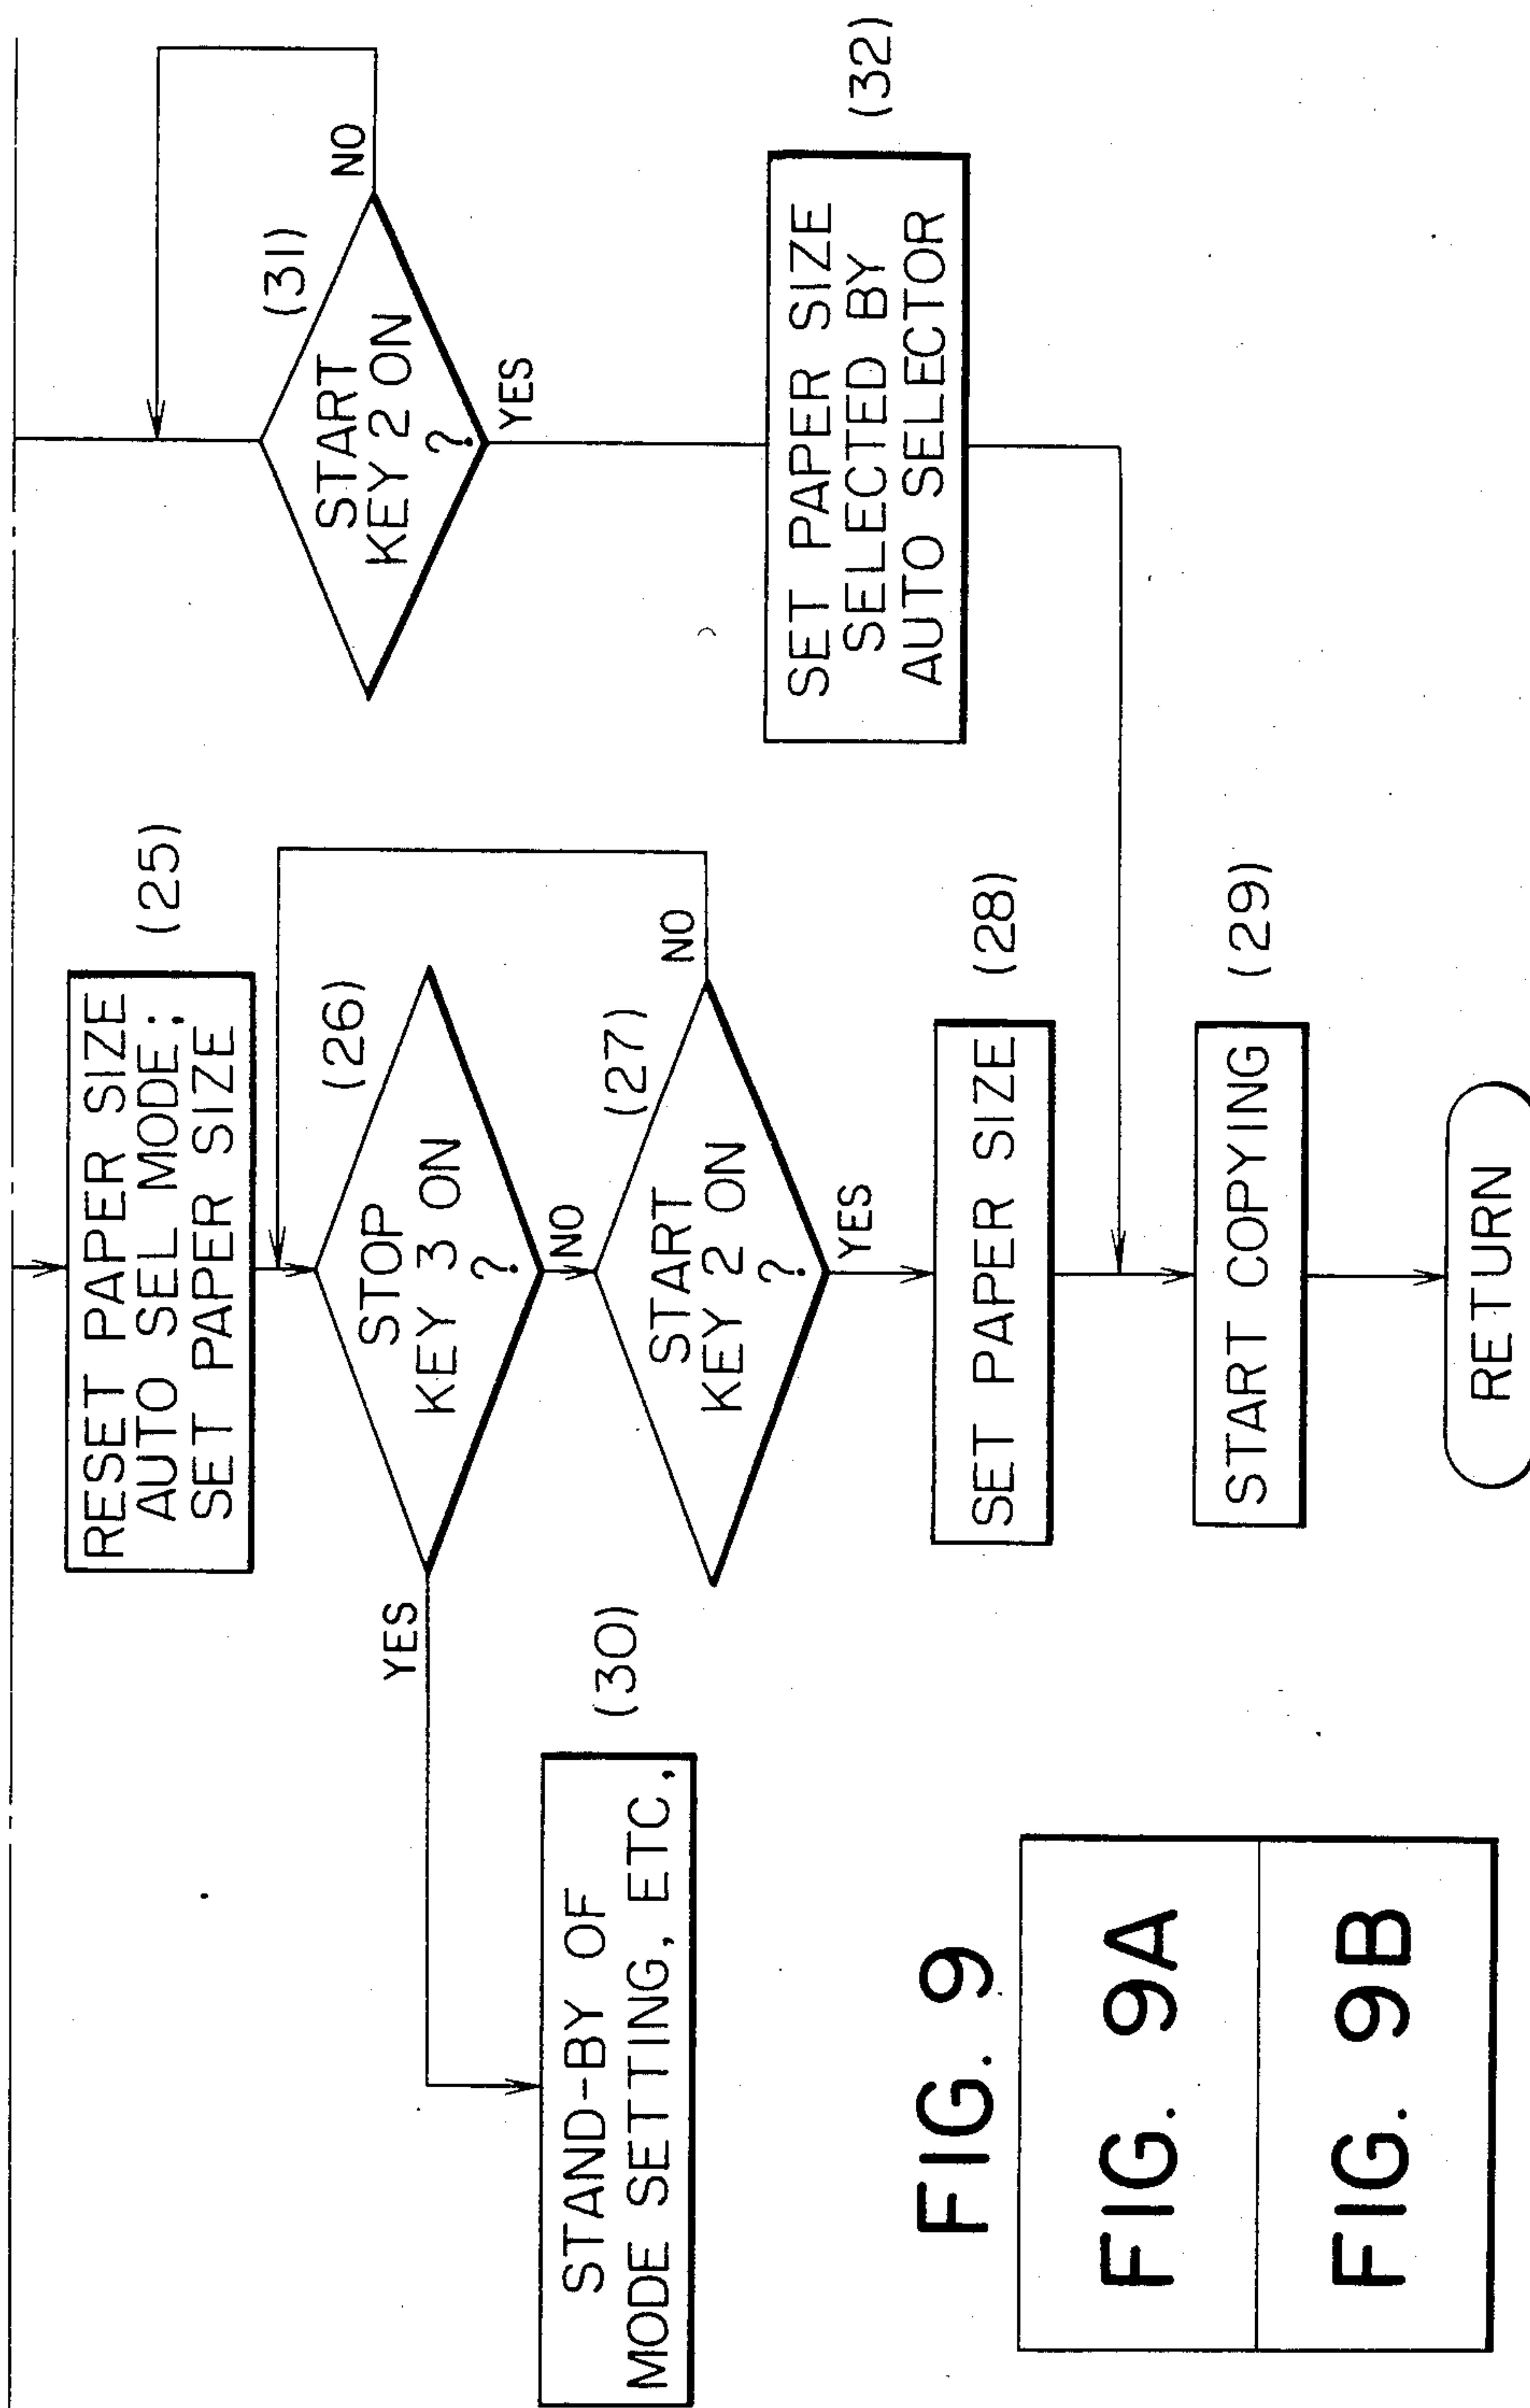 RESET PAPER SIZE
AUTO SEL MODE;
SET PAPER SIZE
(25)
STOP
KEY 3 ON
?
(26)
YES
NO
STAND-BY OF
MODE SETTING, ETC.,
(30)
START
KEY 2 ON
?
(27)
NO
YES
SET PAPER SIZE
(28)
START COPYING
(29)
RETURN
START
KEY 2 ON
?
(31)
NO
YES
SET PAPER SIZE
SELECTED BY
AUTO SELECTOR
(32)
FIG. 9
FIG. 9A
FIG. 9B